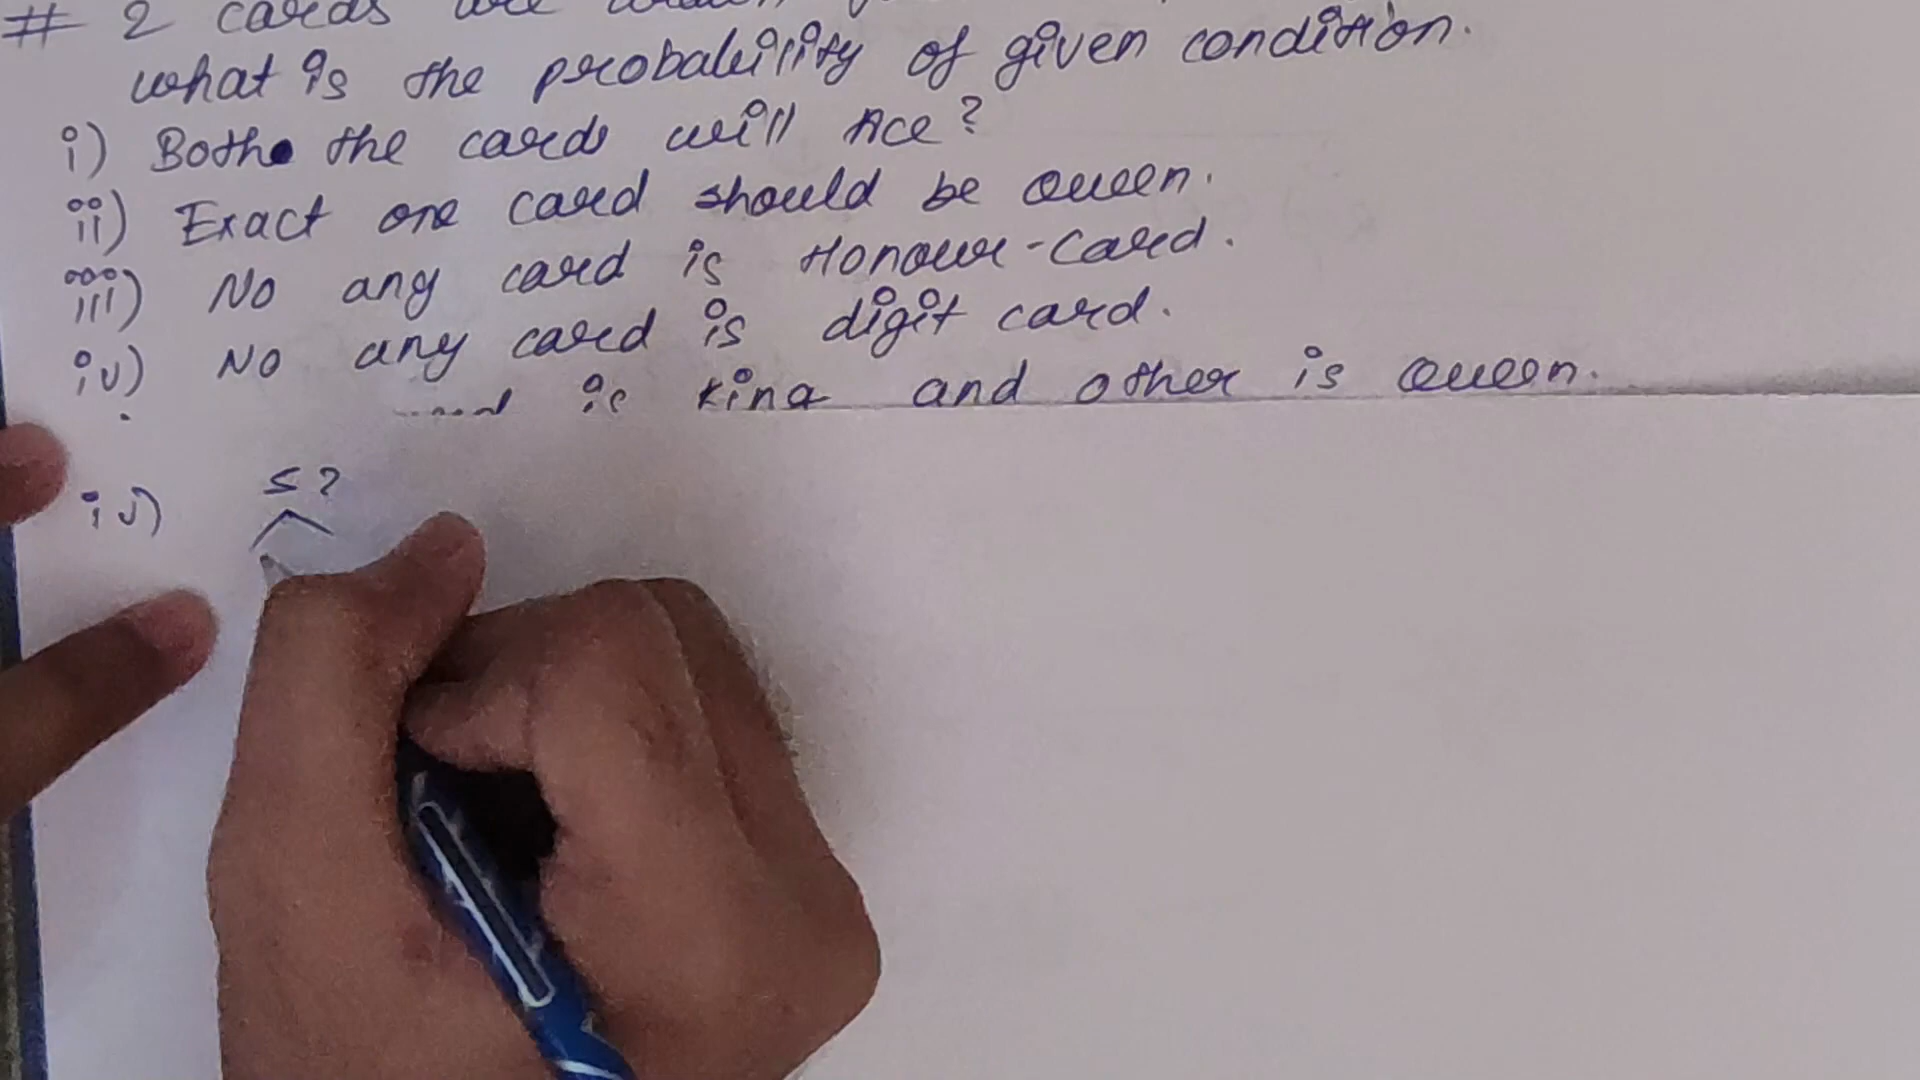 # 2 cards are
what is the probability of given condition.
i) Both the cards will Ace?
ii) Exact one card should be Queen.
iii) No any card is Honour-Card.
iv) No any card is digit card.
is king and other is Queen.
iv) 52